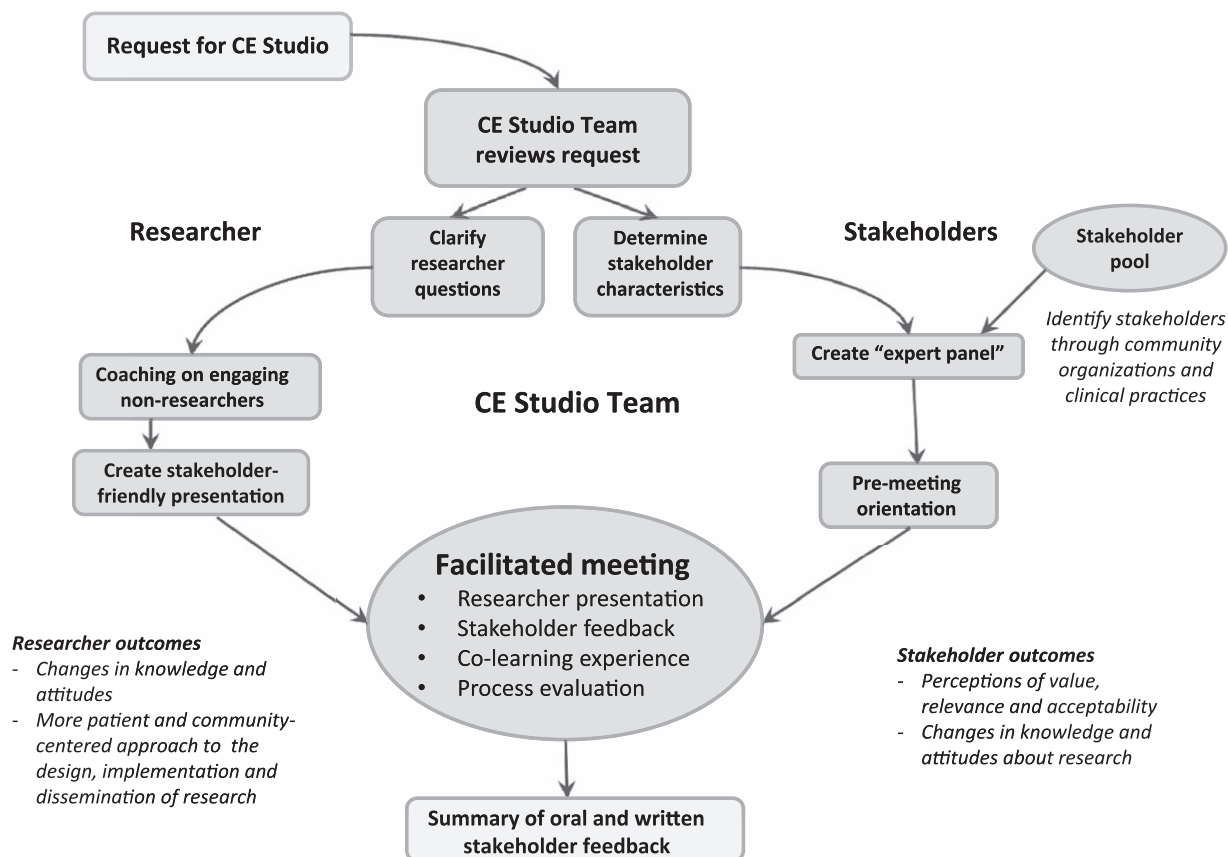 Request for CE Studio
CE Studio Team
reviews request
Researcher
Clarify
researcher
questions
Determine
stakeholder
characteristics
Stakeholders
Stakeholder
pool
Identify stakeholders
through community
organizations and
clinical practices
Create “expert panel”
Coaching on engaging
non-researchers
CE Studio Team
Create stakeholder-
friendly presentation
Pre-meeting
orientation
Facilitated meeting
• Researcher presentation
• Stakeholder feedback
• Co-learning experience
• Process evaluation
Researcher outcomes
- Changes in knowledge and
attitudes
- More patient and community-
centered approach to the
design, implementation and
dissemination of research
Stakeholder outcomes
- Perceptions of value,
relevance and acceptability
- Changes in knowledge and
attitudes about research
Summary of oral and written
stakeholder feedback